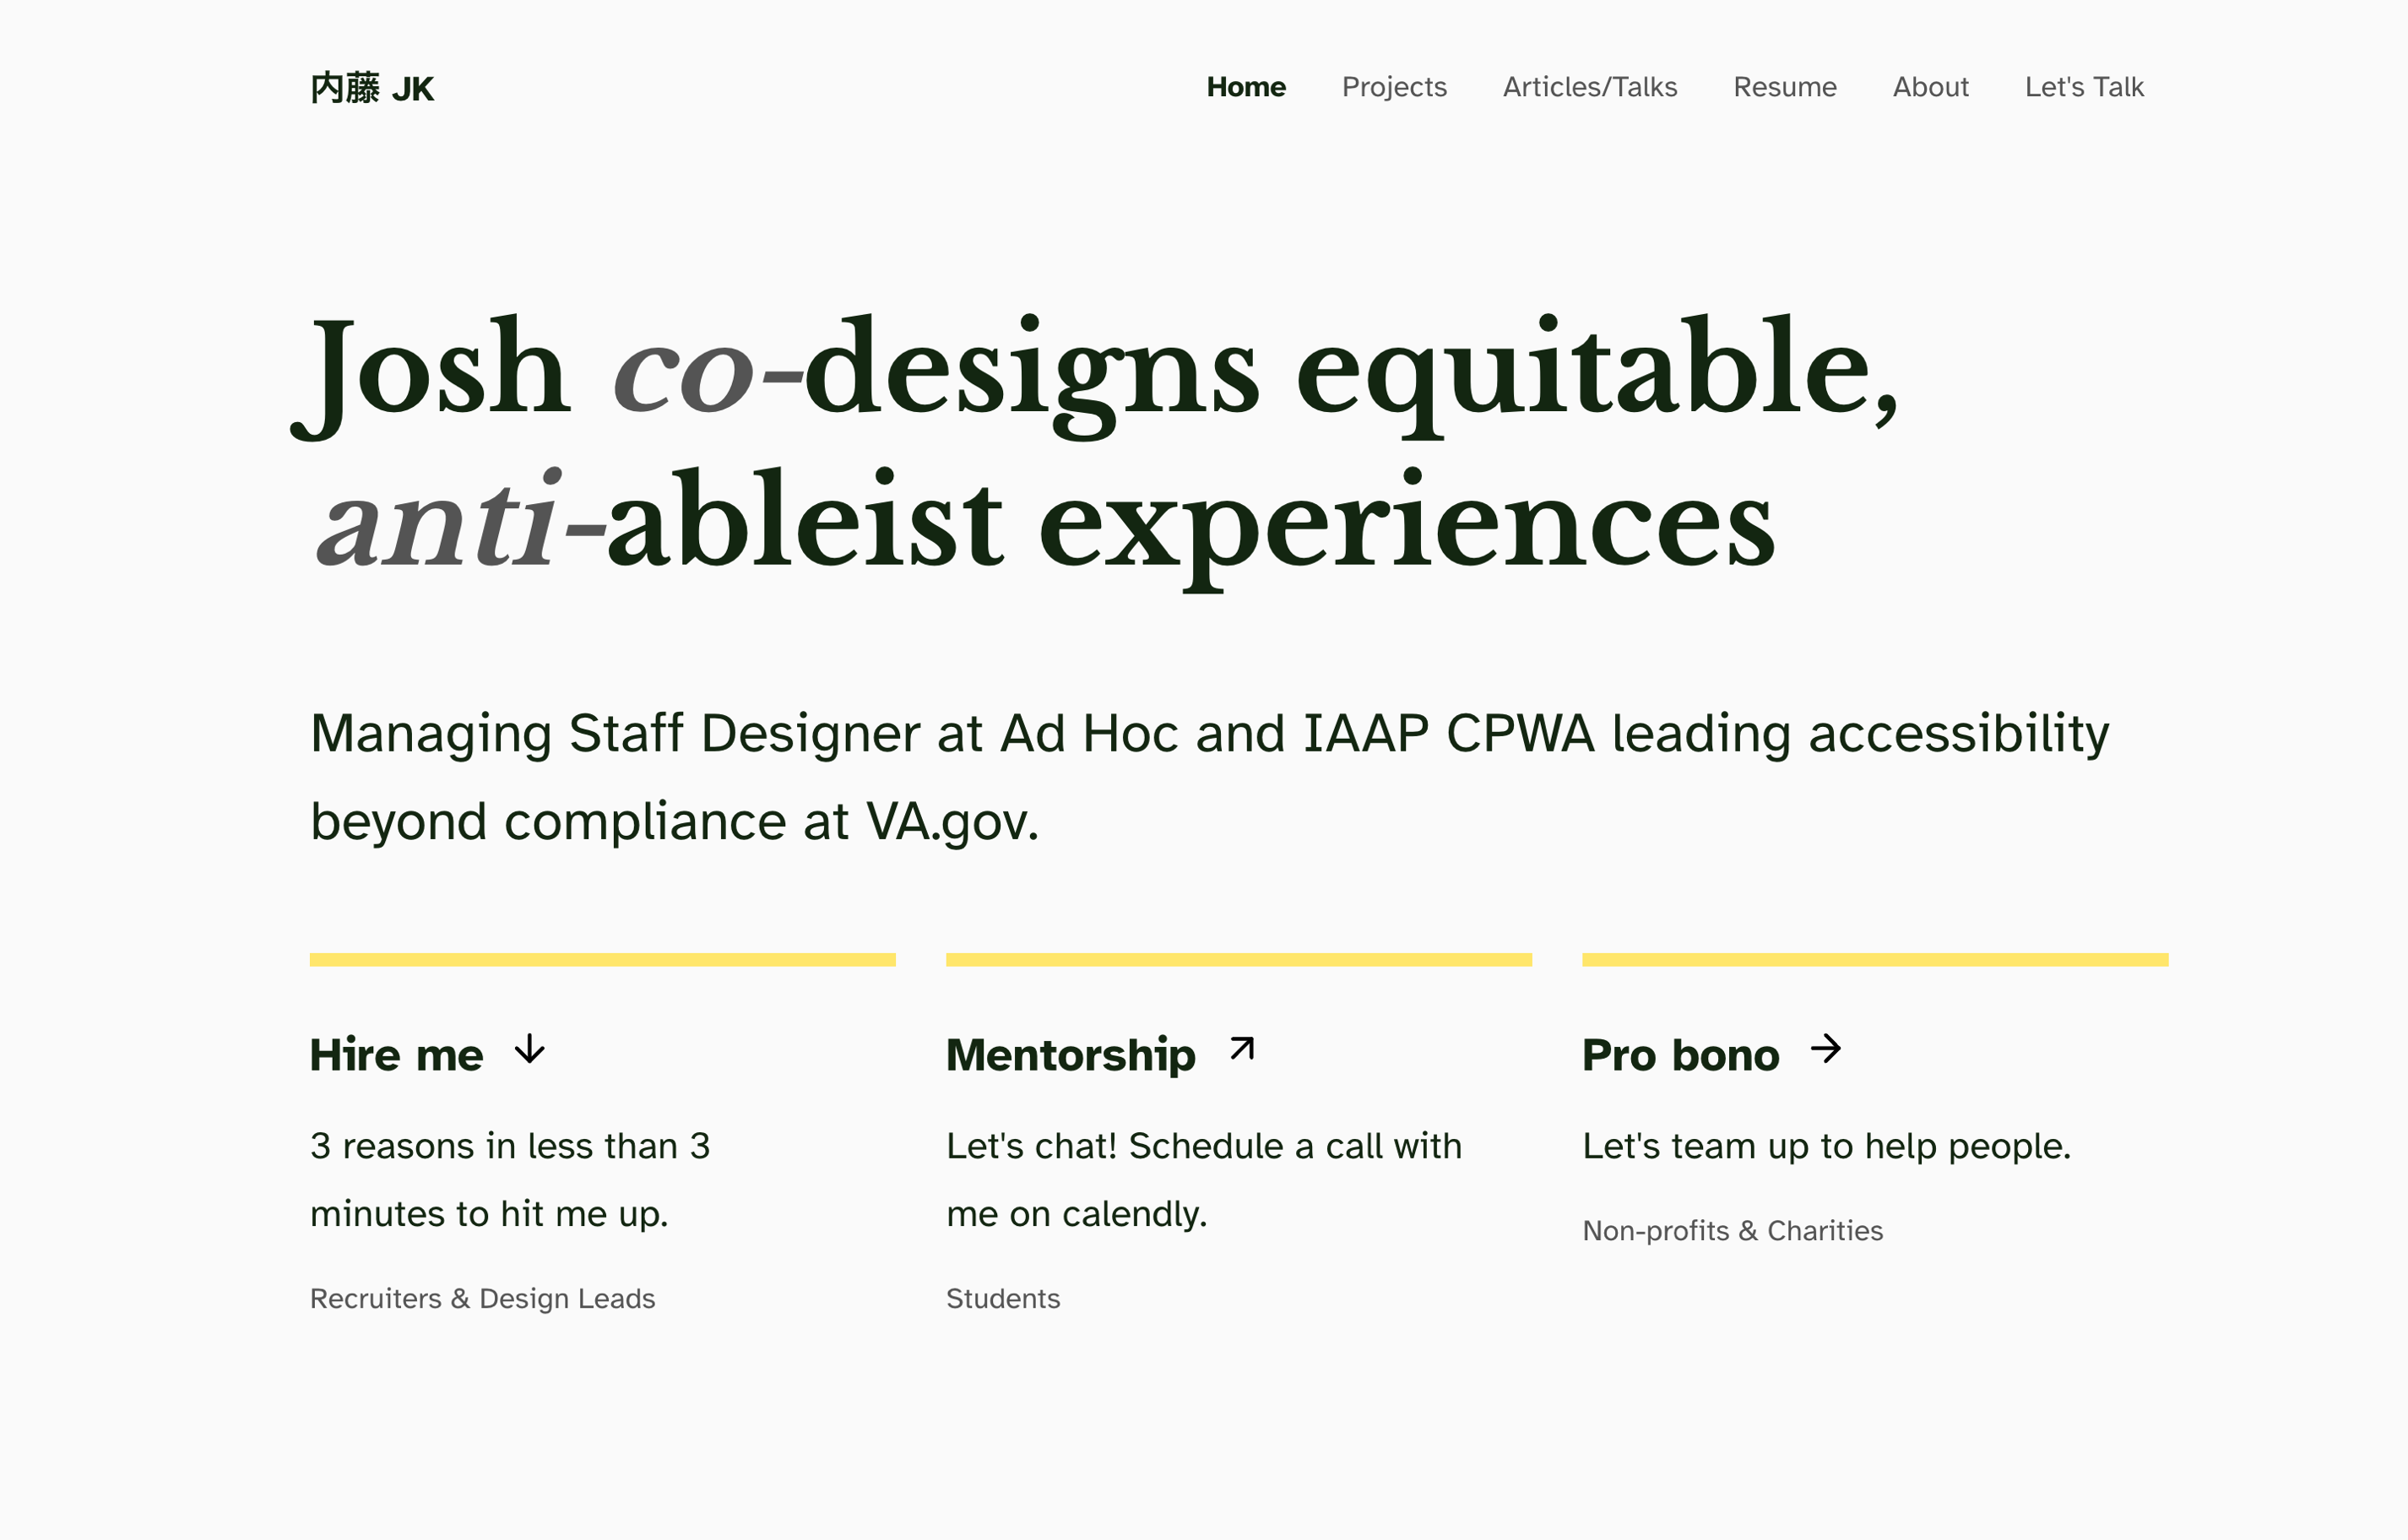 内藤 JK
Home Projects Articles/Talks Resume About Let's Talk
Josh co-designs equitable,
anti-ableist experiences
Managing Staff Designer at Ad Hoc and IAAP CPWA leading accessibility
beyond compliance at VA.gov.
Hire me ↓
3 reasons in less than 3
minutes to hit me up.
Recruiters & Design Leads
Mentorship ↗
Let's chat! Schedule a call with
me on calendly.
Students
Pro bono →
Let's team up to help people.
Non-profits & Charities